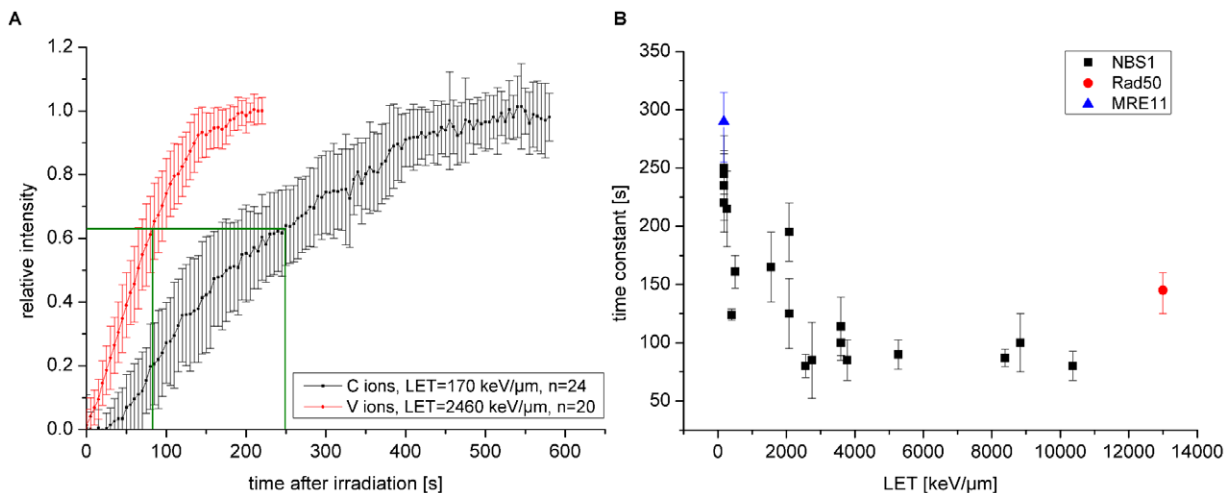 A
1.2
1.0
0.8
0.6
0.4
0.2
0.0
relative intensity
C ions, LET=170 keV/µm, n=24
V ions, LET=2460 keV/µm, n=20
0 100 200 300 400 500 600
time after irradiation [s]
B
350
300
250
200
150
100
50
time constant [s]
NBS1
Rad50
MRE11
0 2000 4000 6000 8000 10000 12000 14000
LET [keV/µm]